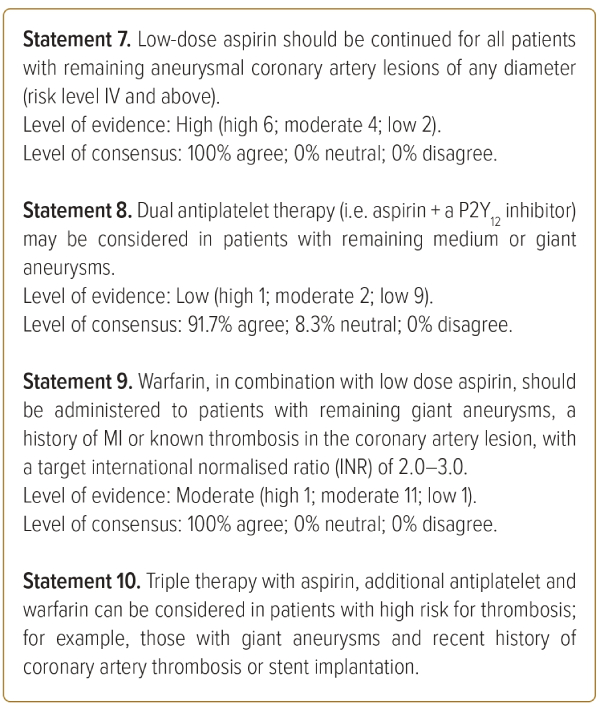 Statement 7. Low-dose aspirin should be continued for all patients
with remaining aneurysmal coronary artery lesions of any diameter
(risk level IV and above).
Level of evidence: High (high 6; moderate 4; low 2).
Level of consensus: 100% agree; 0% neutral; 0% disagree.
Statement 8. Dual antiplatelet therapy (i.e. aspirin + a P2Y12 inhibitor)
may be considered in patients with remaining medium or giant
aneurysms.
Level of evidence: Low (high 1; moderate 2; low 9).
Level of consensus: 91.7% agree; 8.3% neutral; 0% disagree.
Statement 9. Warfarin, in combination with low dose aspirin, should
be administered to patients with remaining giant aneurysms, a
history of MI or known thrombosis in the coronary artery lesion, with
a target international normalised ratio (INR) of 2.0–3.0.
Level of evidence: Moderate (high 1; moderate 11; low 1).
Level of consensus: 100% agree; 0% neutral; 0% disagree.
Statement 10. Triple therapy with aspirin, additional antiplatelet and
warfarin can be considered in patients with high risk for thrombosis;
for example, those with giant aneurysms and recent history of
coronary artery thrombosis or stent implantation.